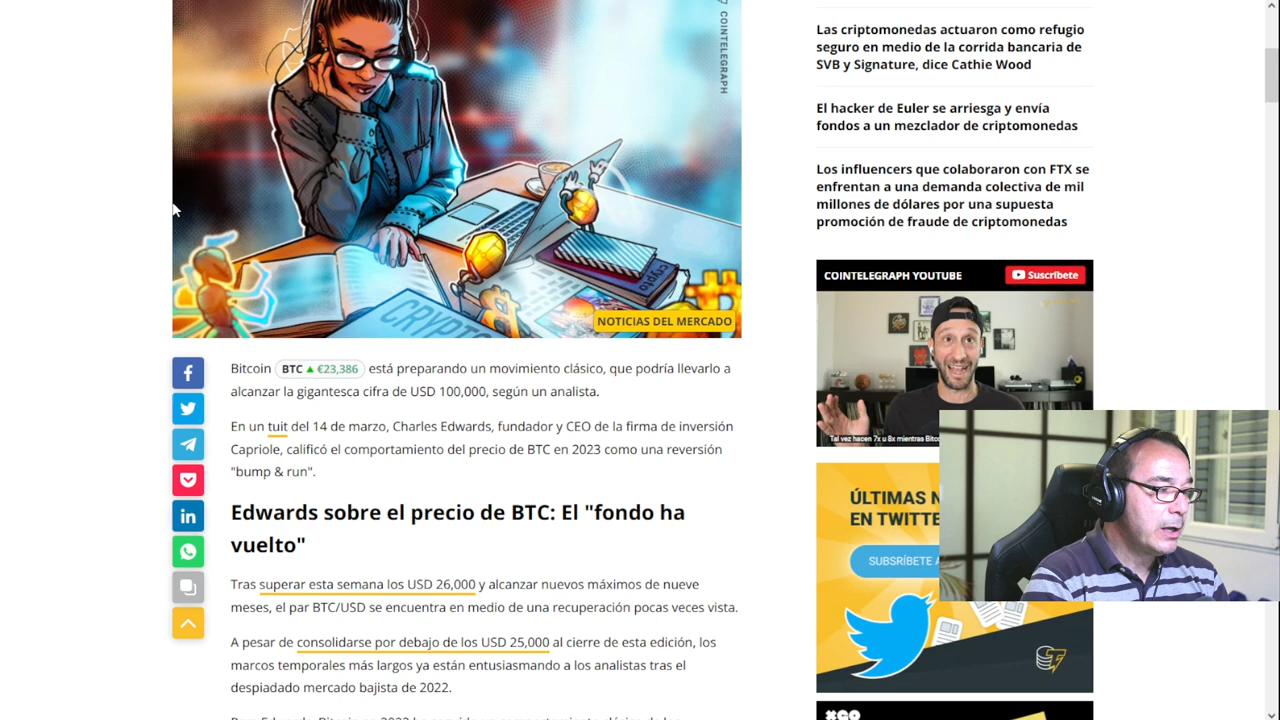 COINTELEGRAPH
crypto
CRIPTO
NOTICIAS DEL MERCADO
Bitcoin BTC ▲ €23,386 está preparando un movimiento clásico, que podría llevarlo a
alcanzar la gigantesca cifra de USD 100,000, según un analista.
En un tuit del 14 de marzo, Charles Edwards, fundador y CEO de la firma de inversión
Capriole, calificó el comportamiento del precio de BTC en 2023 como una reversión
"bump & run".
Edwards sobre el precio de BTC: El "fondo ha
vuelto"
Tras superar esta semana los USD 26,000 y alcanzar nuevos máximos de nueve
meses, el par BTC/USD se encuentra en medio de una recuperación pocas veces vista.
A pesar de consolidarse por debajo de los USD 25,000 al cierre de esta edición, los
marcos temporales más largos ya están entusiasmando a los analistas tras el
despiadado mercado bajista de 2022.
Las criptomonedas actuaron como refugio
seguro en medio de la corrida bancaria de
SVB y Signature, dice Cathie Wood
El hacker de Euler se arriesga y envía
fondos a un mezclador de criptomonedas
Los influencers que colaboraron con FTX se
enfrentan a una demanda colectiva de mil
millones de dólares por una supuesta
promoción de fraude de criptomonedas
COINTELEGRAPH YOUTUBE
Suscríbete
Tal vez hacen 7x u 8x mientras
ÚLTIMAS N
EN TWITTE
SUBSRÍBETE A